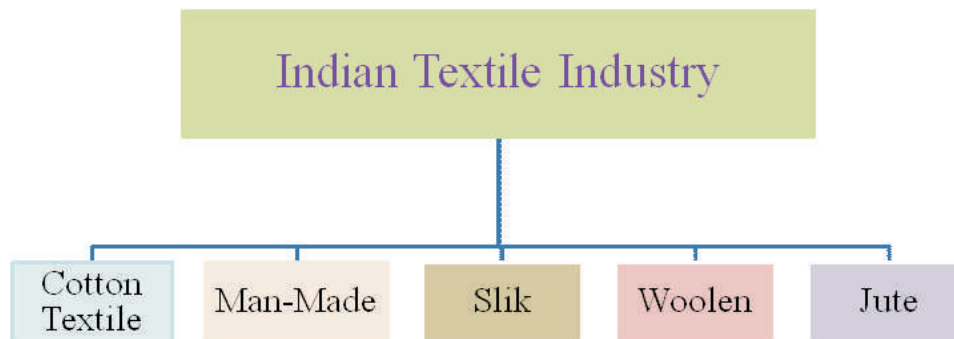 Indian Textile Industry
Cotton
Textile
Man-Made
Slik
Woolen
Jute